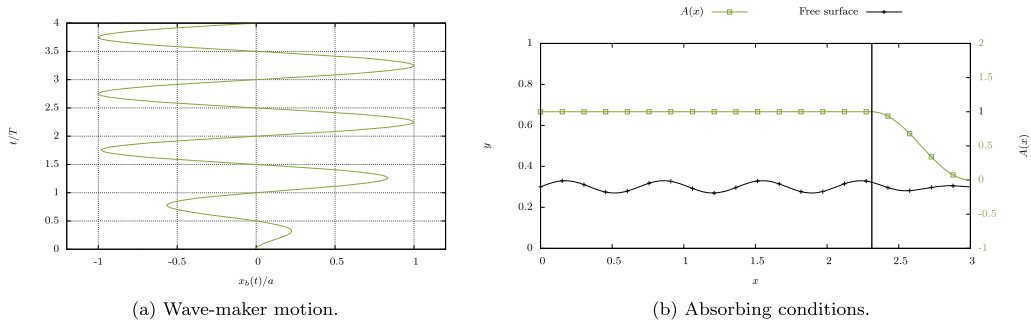 A(x) Free surface
4
3.5
3
2.5
2
1.5
1
0.5
0
t/T
-1 -0.5 0 0.5 1
x_b(t)/a
(a) Wave-maker motion.
1
0.8
0.6
0.4
0.2
0
y
0 0.5 1 1.5 2 2.5 3
x
2
1.5
1
0.5
0
-0.5
-1
A(x)
(b) Absorbing conditions.